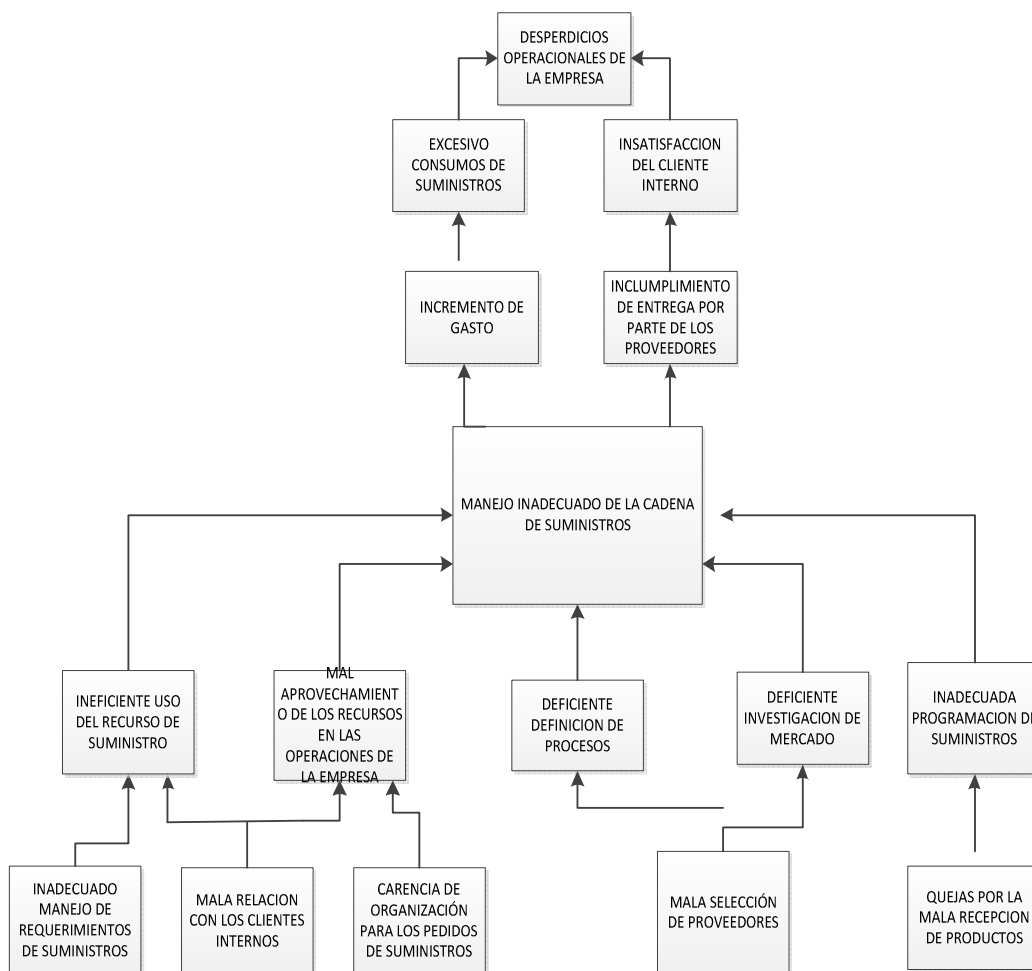 DESPERDICIOS
OPERACIONALES DE
LA EMPRESA
EXCESIVO
CONSUMOS DE
SUMINISTROS
INSATISFACCION
DEL CLIENTE
INTERNO
INCREMENTO DE
GASTO
INCLUMPLIMIENTO
DE ENTREGA POR
PARTE DE LOS
PROVEEDORES
MANEJO INADECUADO DE LA CADENA
DE SUMINISTROS
INEFICIENTE USO
DEL RECURSO DE
SUMINISTRO
MAL
APROVECHAMIENT
O DE LOS RECURSOS
EN LAS
OPERACIONES DE
LA EMPRESA
DEFICIENTE
DEFINICION DE
PROCESOS
DEFICIENTE
INVESTIGACION DE
MERCADO
INADECUADA
PROGRAMACION DE
SUMINISTROS
INADECUADO
MANEJO DE
REQUERIMIENTOS
DE SUMINISTROS
MALA RELACION
CON LOS CLIENTES
INTERNOS
CARENCIA DE
ORGANIZACIÓN
PARA LOS PEDIDOS
DE SUMINISTROS
MALA SELECCIÓN
DE PROVEEDORES
QUEJAS POR LA
MALA RECEPCION
DE PRODUCTOS